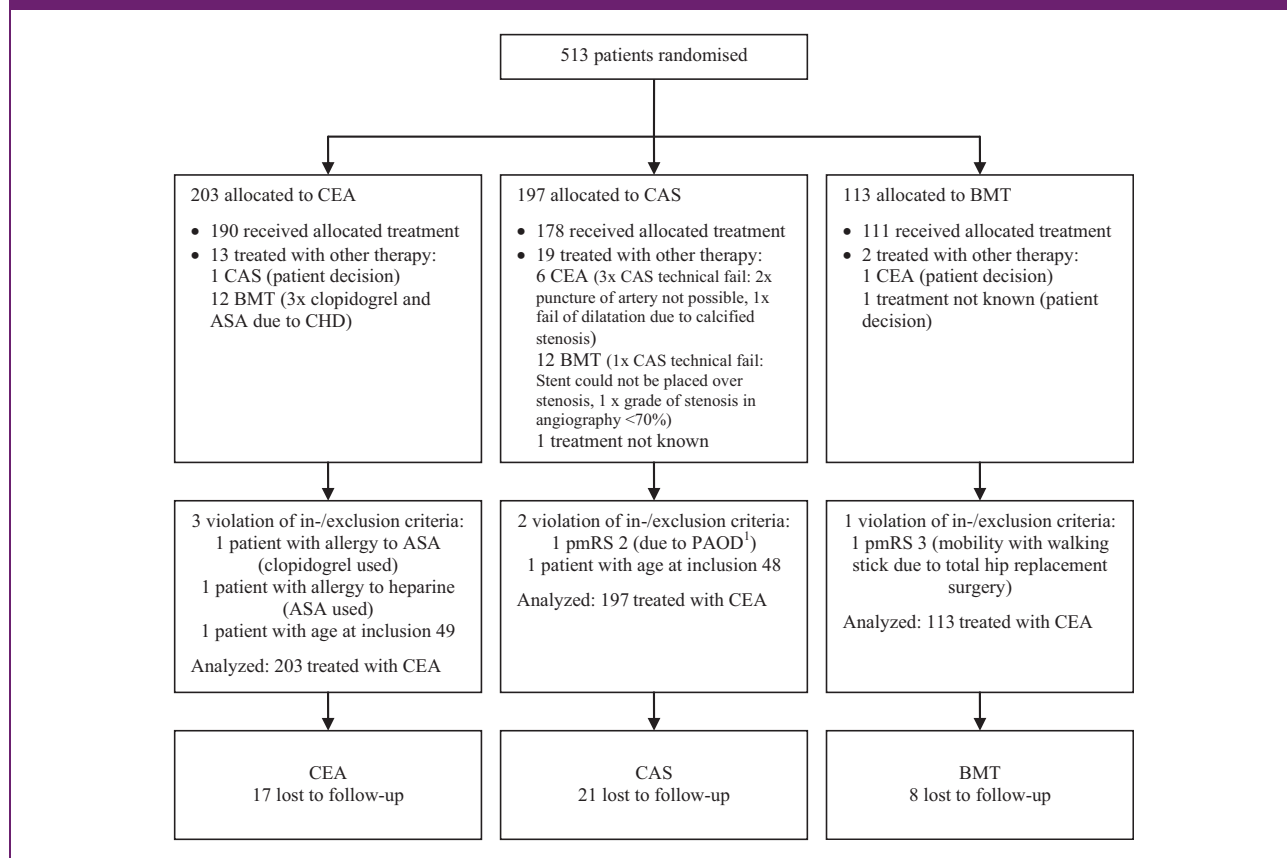 513 patients randomised
203 allocated to CEA
• 190 received allocated treatment
• 13 treated with other therapy:
1 CAS (patient decision)
12 BMT (3x clopidogrel and
ASA due to CHD)
197 allocated to CAS
• 178 received allocated treatment
• 19 treated with other therapy:
6 CEA (3x CAS technical fail: 2x
puncture of artery not possible, 1x
fail of dilatation due to calcified
stenosis)
12 BMT (1x CAS technical fail:
Stent could not be placed over
stenosis, 1 x grade of stenosis in
angiography <70%)
1 treatment not known
113 allocated to BMT
• 111 received allocated treatment
• 2 treated with other therapy:
1 CEA (patient decision)
1 treatment not known (patient
decision)
3 violation of in-/exclusion criteria:
1 patient with allergy to ASA
(clopidogrel used)
1 patient with allergy to heparine
(ASA used)
1 patient with age at inclusion 49
Analyzed: 203 treated with CEA
2 violation of in-/exclusion criteria:
1 pmRS 2 (due to PAOD¹)
1 patient with age at inclusion 48
Analyzed: 197 treated with CEA
1 violation of in-/exclusion criteria:
1 pmRS 3 (mobility with walking
stick due to total hip replacement
surgery)
Analyzed: 113 treated with CEA
CEA
17 lost to follow-up
CAS
21 lost to follow-up
BMT
8 lost to follow-up